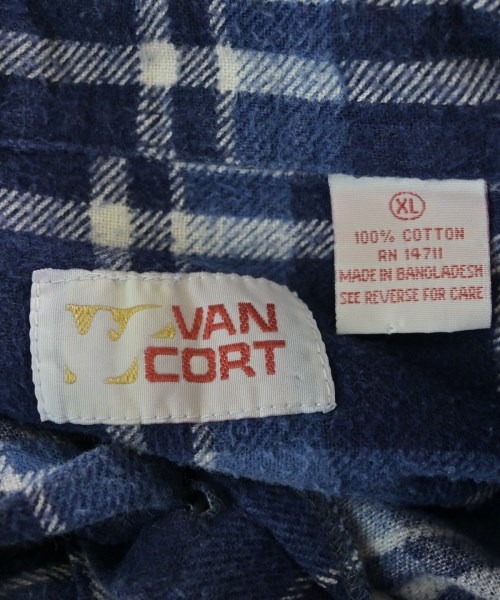 VAN
CORT
XL
100% COTTON
RN 14711
MADE IN BANGLADESH
SEE REVERSE FOR CARE